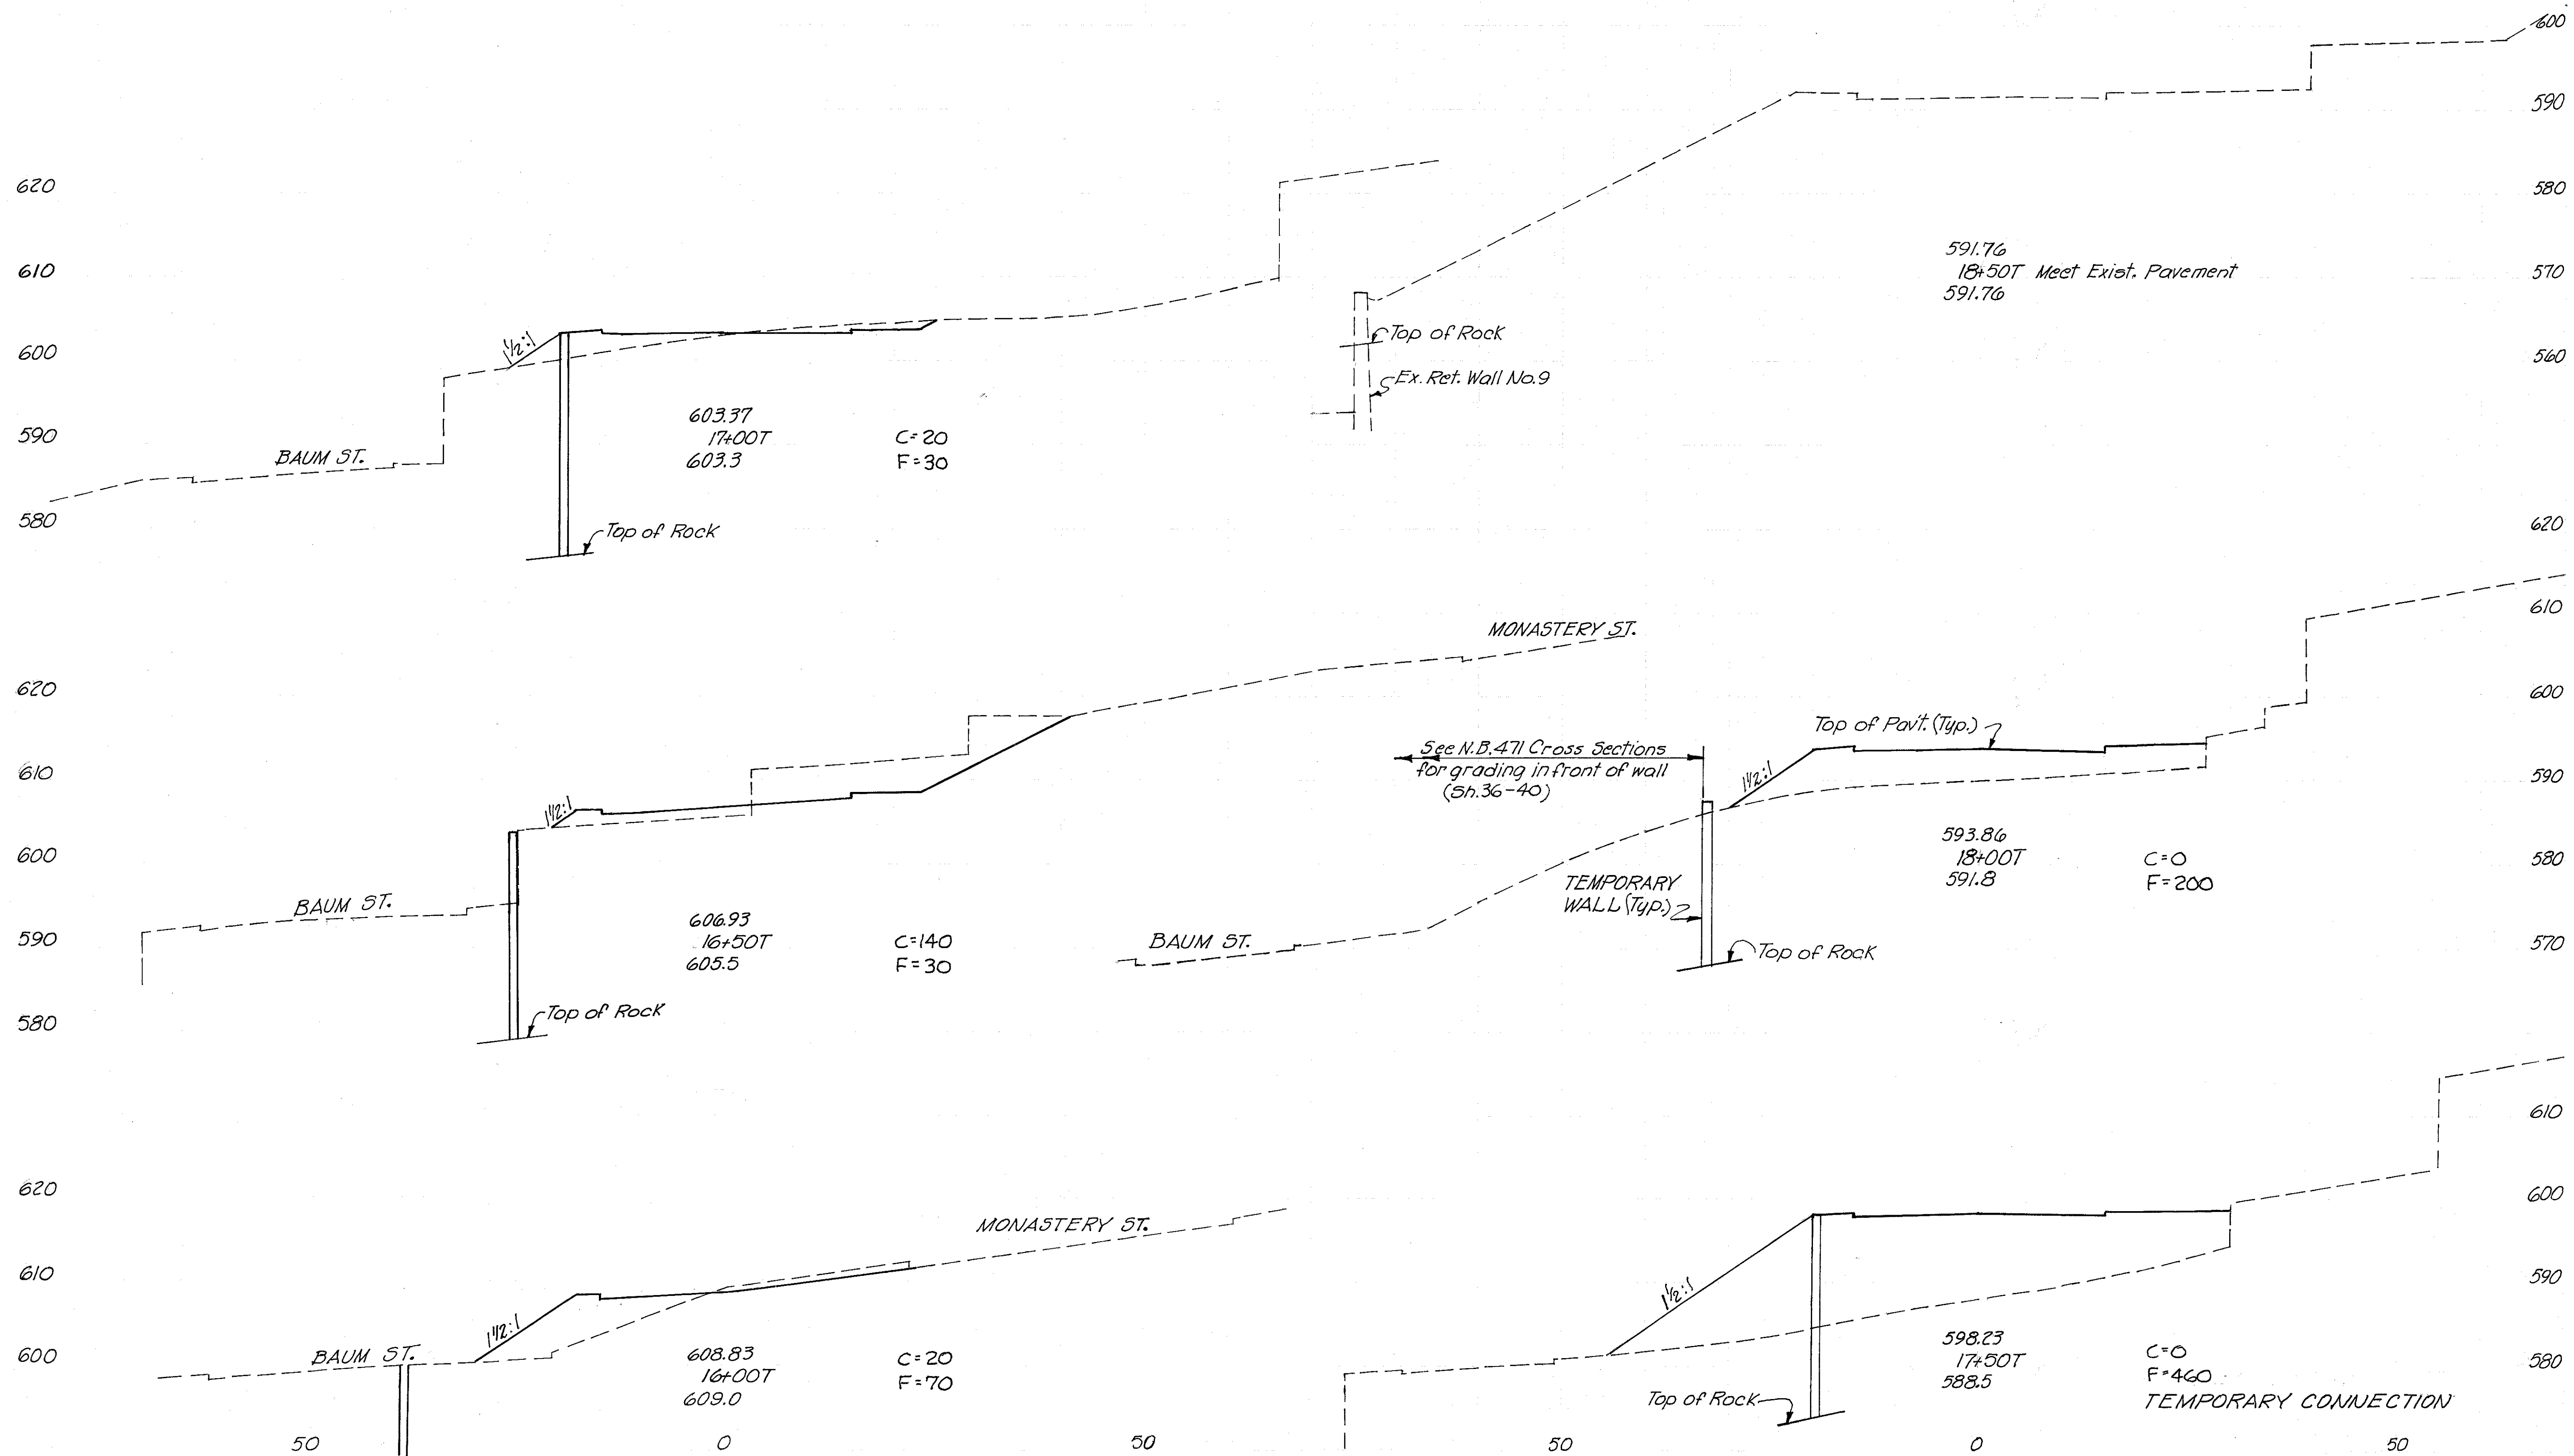 600
590
580
570
560
620
610
600
590
580
1½:1
BAUM ST.
603.37
17+00T
603.3
C=20
F=30
Top of Rock
Top of Rock
Ex. Ret. Wall No.9
591.76
18+50T Meet Exist. Pavement
591.76
620
610
600
590
580
1½:1
BAUM ST.
MONASTERY ST.
606.93
16+50T
605.5
C=140
F=30
Top of Rock
620
610
600
590
580
570
See N.B.471 Cross Sections
for grading in front of wall
(Sh.36-40)
Top of Pav't. (Typ.)
1½:1
BAUM ST.
TEMPORARY
WALL (Typ.)
Top of Rock
593.86
18+00T
591.8
C=0
F=200
620
610
600
MONASTERY ST.
1½:1
BAUM ST.
608.83
16+00T
609.0
C=20
F=70
610
600
590
580
1½:1
Top of Rock
598.23
17+50T
588.5
C=0
F=460
TEMPORARY CONNECTION
50
0
50
50
0
50